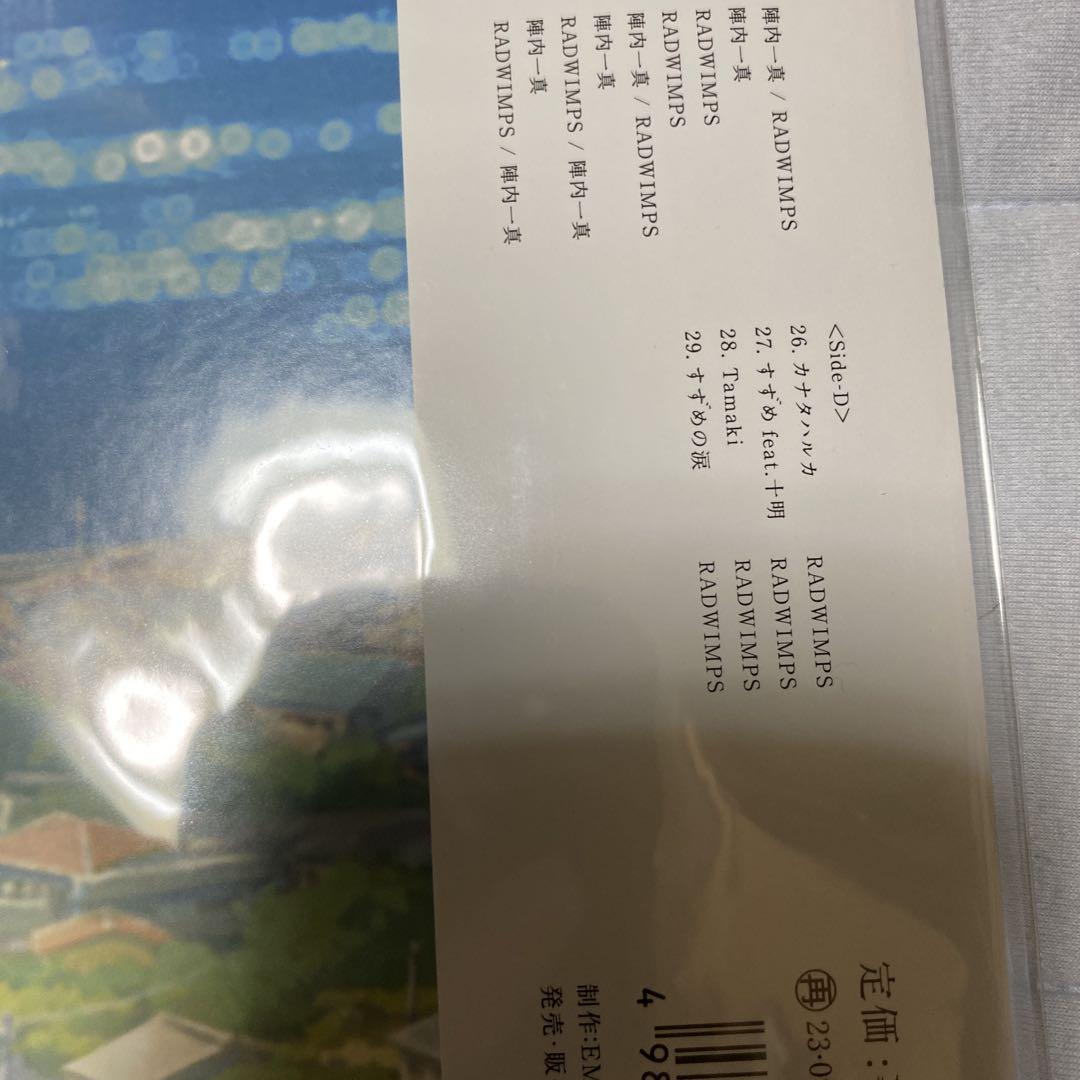 陣内一真 / RADWIMPS
陣内一真
RADWIMPS
RADWIMPS
陣内一真 / RADWIMPS
陣内一真
RADWIMPS / 陣内一真
陣内一真
RADWIMPS / 陣内一真
<Side-D>
26. カナタハルカ RADWIMPS
27. すずめ feat.十明 RADWIMPS
28. Tamaki RADWIMPS
29. すずめの涙 RADWIMPS
定価:
再 23・0
4 98
制作:EM
発売・販